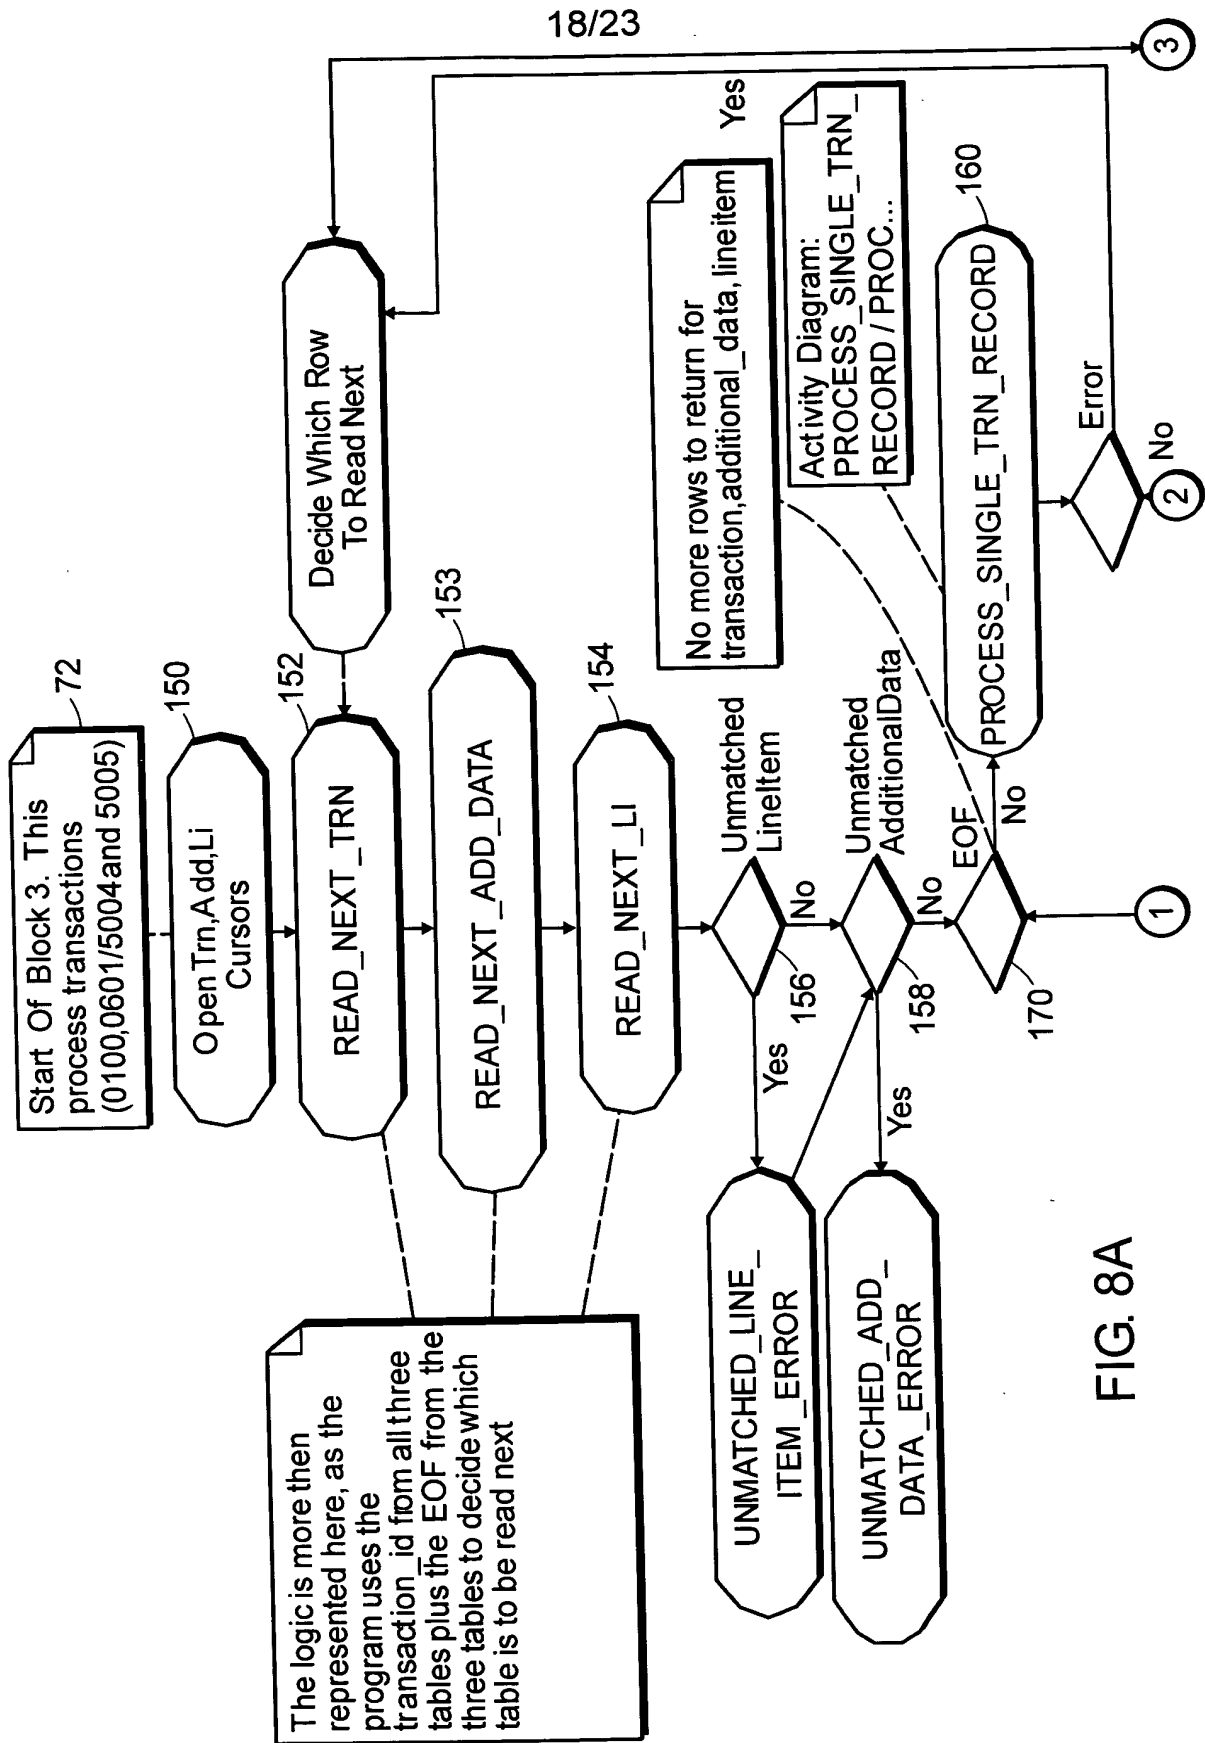 18/23
Start Of Block 3. This
process transactions
(0100,0601/5004 and 5005)
72
Open Trn,Add,Li
Cursors
150
READ_NEXT_TRN
152
Decide Which Row
To Read Next
READ_NEXT_ADD_DATA
153
READ_NEXT_LI
154
The logic is more then
represented here, as the
program uses the
transaction_id from all three
tables plus the EOF from the
three tables to decide which
table is to be read next
Unmatched
LineItem
156
Yes
No
UNMATCHED_LINE_
ITEM_ERROR
Unmatched
AdditionalData
158
Yes
No
UNMATCHED_ADD_
DATA_ERROR
EOF
No
170
1
No more rows to return for
transaction,additional_data, lineitem
Activity Diagram:
PROCESS_SINGLE_TRN_
RECORD / PROC...
PROCESS_SINGLE_TRN_RECORD
160
Error
Yes
No
2
3
FIG. 8A